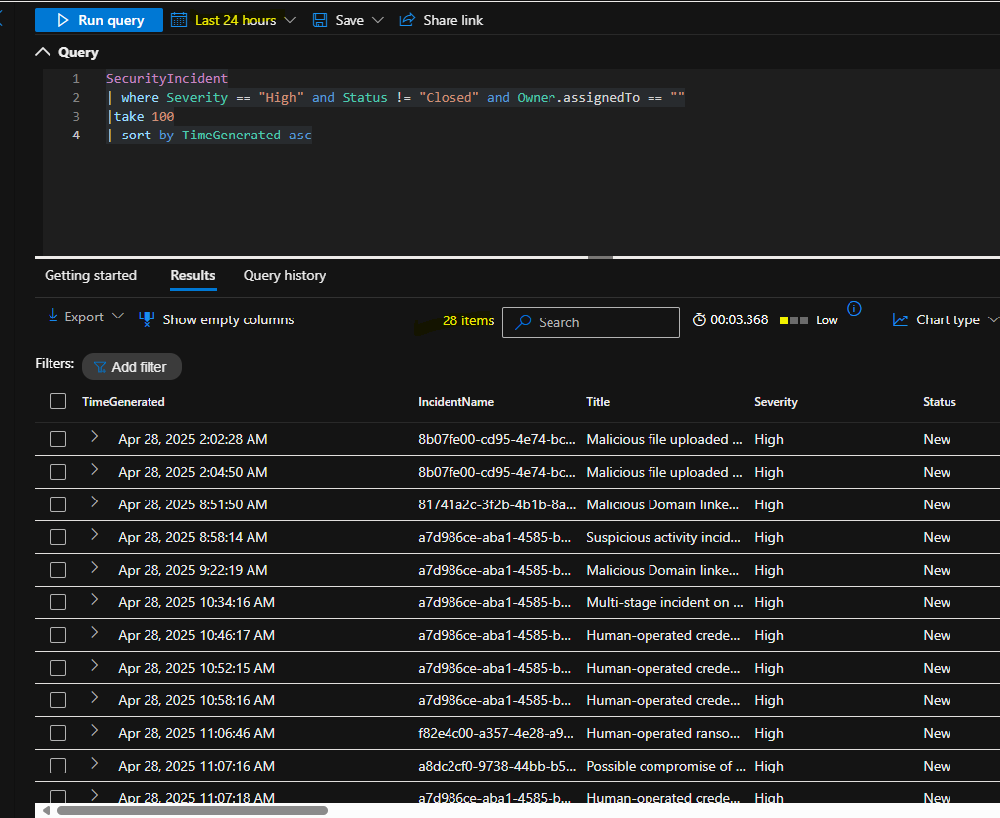 Run query Last 24 hours Save Share link
Query
1 SecurityIncident
2 | where Severity == "High" and Status != "Closed" and Owner.assignedTo == ""
3 |take 100
4 | sort by TimeGenerated asc
Getting started Results Query history
Export Show empty columns 28 items Search 00:03.368 Low Chart type
Filters: Add filter
TimeGenerated IncidentName Title Severity Status
Apr 28, 2025 2:02:28 AM 8b07fe00-cd95-4e74-bc... Malicious file uploaded ... High New
Apr 28, 2025 2:04:50 AM 8b07fe00-cd95-4e74-bc... Malicious file uploaded ... High New
Apr 28, 2025 8:51:50 AM 81741a2c-3f2b-4b1b-8a... Malicious Domain linke... High New
Apr 28, 2025 8:58:14 AM a7d986ce-aba1-4585-b... Suspicious activity incid... High New
Apr 28, 2025 9:22:19 AM a7d986ce-aba1-4585-b... Malicious Domain linke... High New
Apr 28, 2025 10:34:16 AM a7d986ce-aba1-4585-b... Multi-stage incident on ... High New
Apr 28, 2025 10:46:17 AM a7d986ce-aba1-4585-b... Human-operated crede... High New
Apr 28, 2025 10:52:15 AM a7d986ce-aba1-4585-b... Human-operated crede... High New
Apr 28, 2025 10:58:16 AM a7d986ce-aba1-4585-b... Human-operated crede... High New
Apr 28, 2025 11:06:46 AM f82e4c00-a357-4e28-a9... Human-operated ranso... High New
Apr 28, 2025 11:07:16 AM a8dc2cf0-9738-44bb-b5... Possible compromise of ... High New
Apr 28, 2025 11:07:18 AM a7d986ce-aba1-4585-b... Human-operated crede... High New